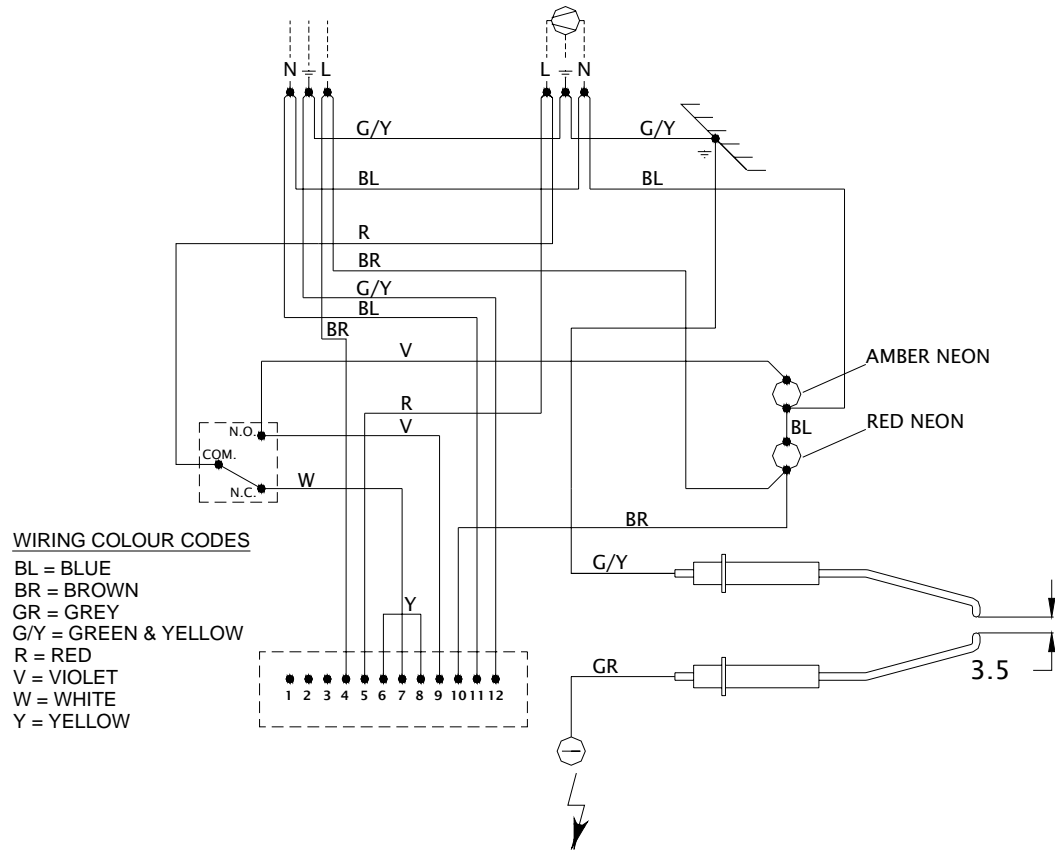 N ⏚ L
L ⏚ N
G/Y
G/Y
BL
BL
R
BR
G/Y
BL
BR
V
AMBER NEON
R
V
RED NEON
BL
N.O.
COM.
N.C.
W
BR
WIRING COLOUR CODES
BL = BLUE
BR = BROWN
GR = GREY
G/Y = GREEN & YELLOW
R = RED
V = VIOLET
W = WHITE
Y = YELLOW
G/Y
Y
GR
3.5
1 2 3 4 5 6 7 8 9 10 11 12